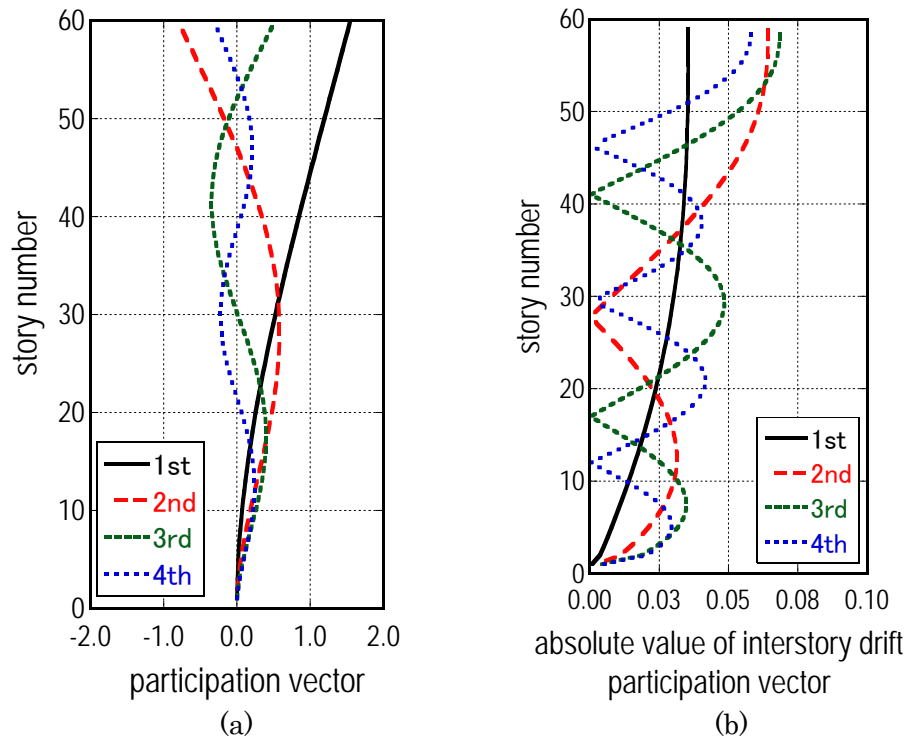 60
50
40
30
20
10
0
story number
1st
2nd
3rd
4th
-2.0 -1.0 0.0 1.0 2.0
participation vector
(a)
60
50
40
30
20
10
0
story number
1st
2nd
3rd
4th
0.00 0.03 0.05 0.08 0.10
absolute value of interstory drift
participation vector
(b)